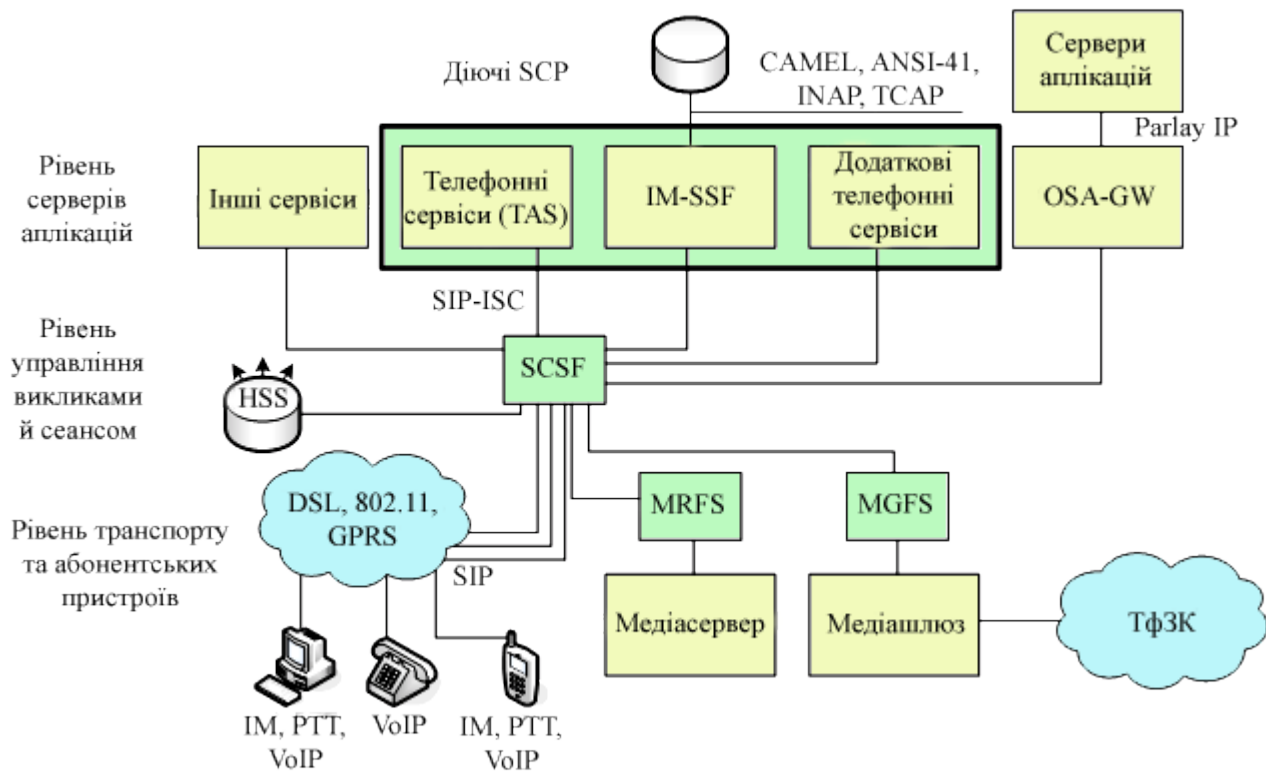 Діючі SCP
CAMEL, ANSI-41,
INAP, TCAP
Сервери
аплікацій
Parlay IP
Рівень
серверів
аплікацій
Інші сервіси
Телефонні
сервіси (TAS)
IM-SSF
Додаткові
телефонні
сервіси
OSA-GW
SIP-ISC
Рівень
управління
викликами
й сеансом
SCSF
HSS
DSL, 802.11,
GPRS
MRFS
MGFS
Рівень транспорту
та абонентських
пристроїв
SIP
Медіасервер
Медіашлюз
ТфЗК
IM, PTT,
VoIP
VoIP
IM, PTT,
VoIP